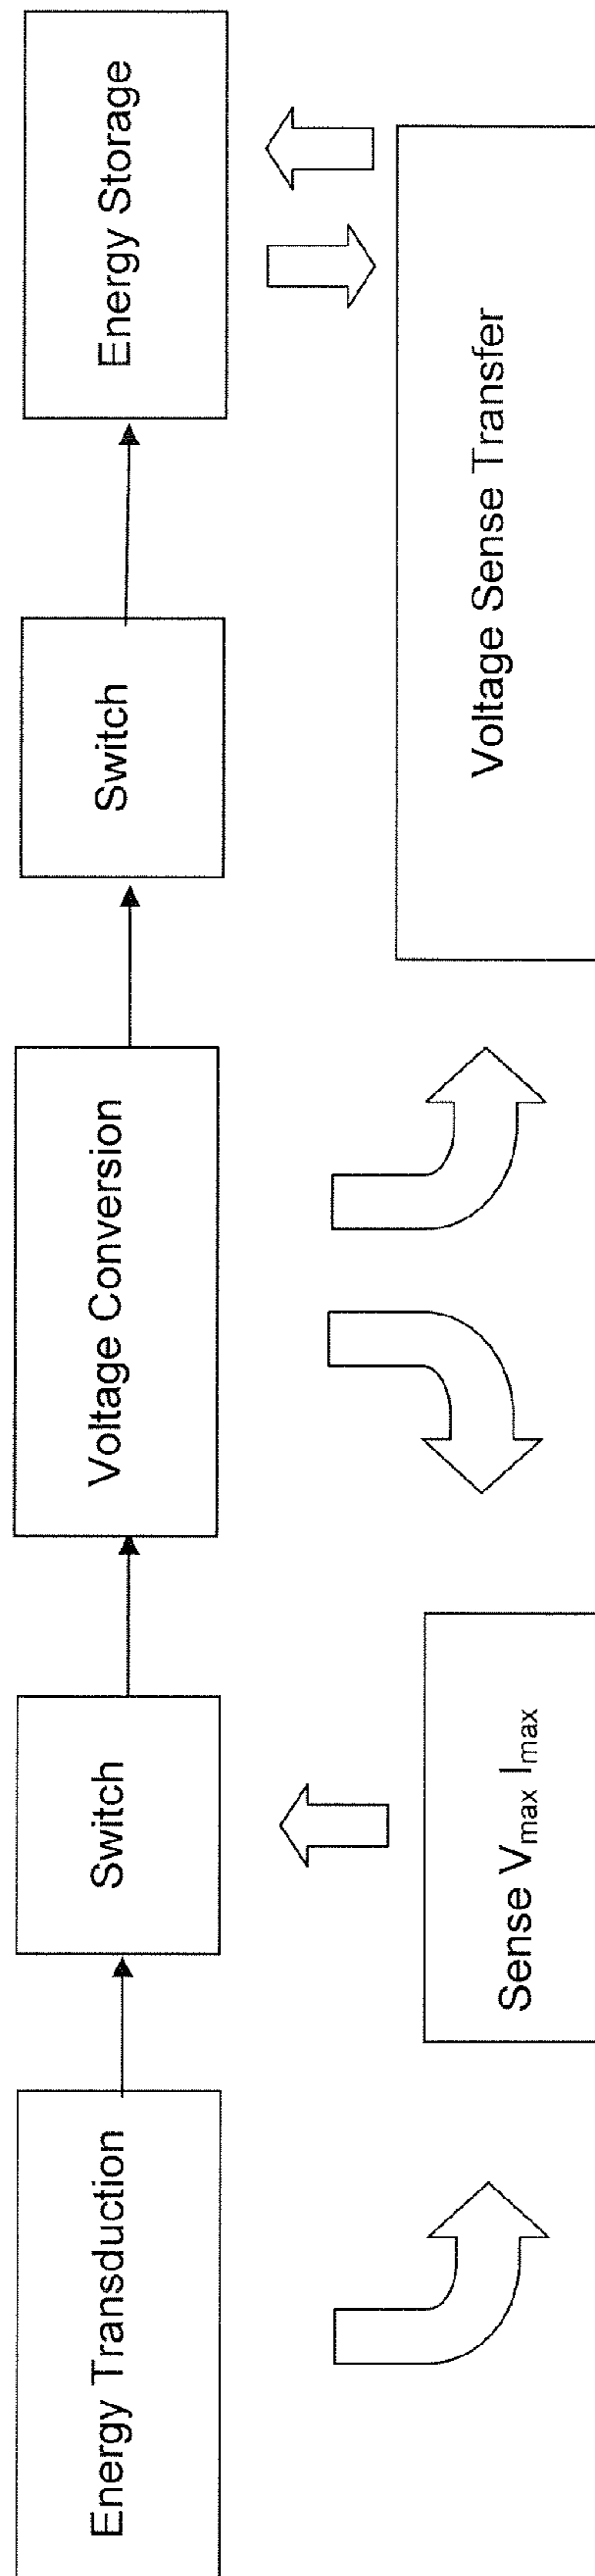 Energy Transduction
Switch
Voltage Conversion
Switch
Energy Storage
Sense Vmax Imax
Voltage Sense Transfer